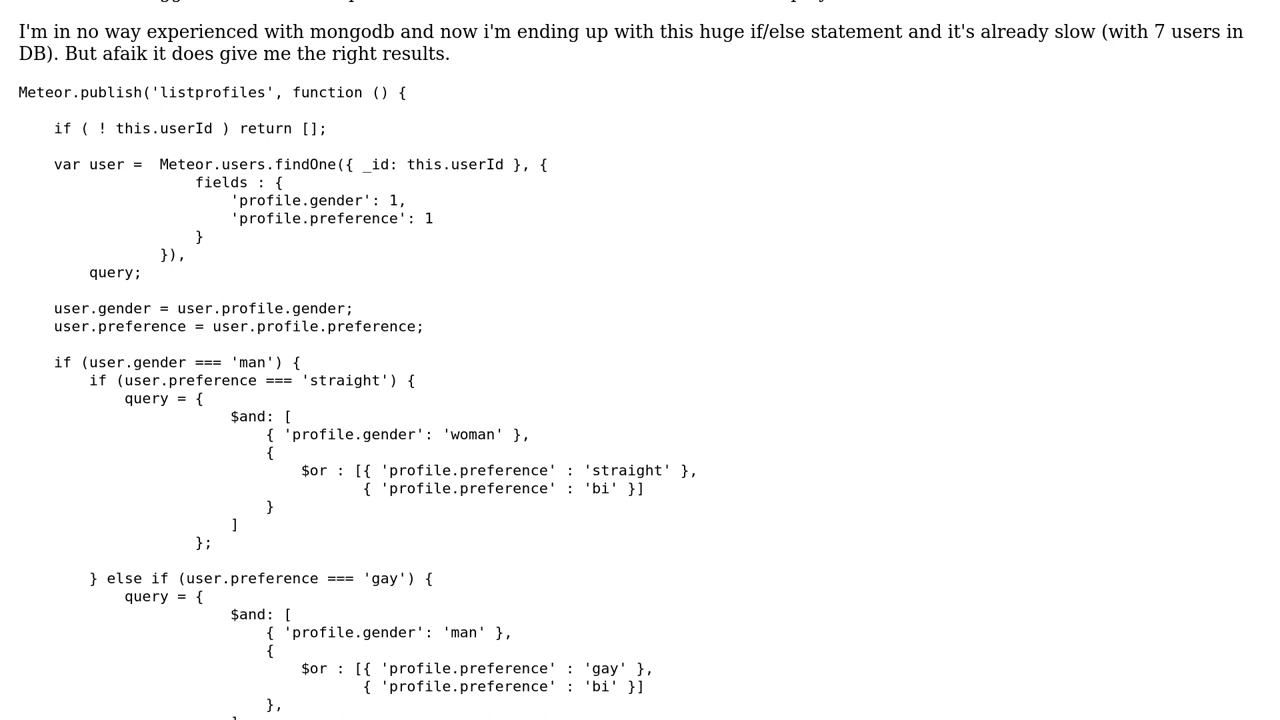 I'm in no way experienced with mongodb and now i'm ending up with this huge if/else statement and it's already slow (with 7 users in
DB). But afaik it does give me the right results.
Meteor.publish('listprofiles', function () {
    if ( ! this.userId ) return [];
    var user =  Meteor.users.findOne({ _id: this.userId }, {
                    fields : {
                        'profile.gender': 1,
                        'profile.preference': 1
                    }
                }),
        query;
    user.gender = user.profile.gender;
    user.preference = user.profile.preference;
    if (user.gender === 'man') {
        if (user.preference === 'straight') {
            query = {
                        $and: [
                            { 'profile.gender': 'woman' },
                            {
                                $or : [{ 'profile.preference' : 'straight' },
                                       { 'profile.preference' : 'bi' }]
                            }
                        ]
                    };
        } else if (user.preference === 'gay') {
            query = {
                        $and: [
                            { 'profile.gender': 'man' },
                            {
                                $or : [{ 'profile.preference' : 'gay' },
                                       { 'profile.preference' : 'bi' }]
                            },